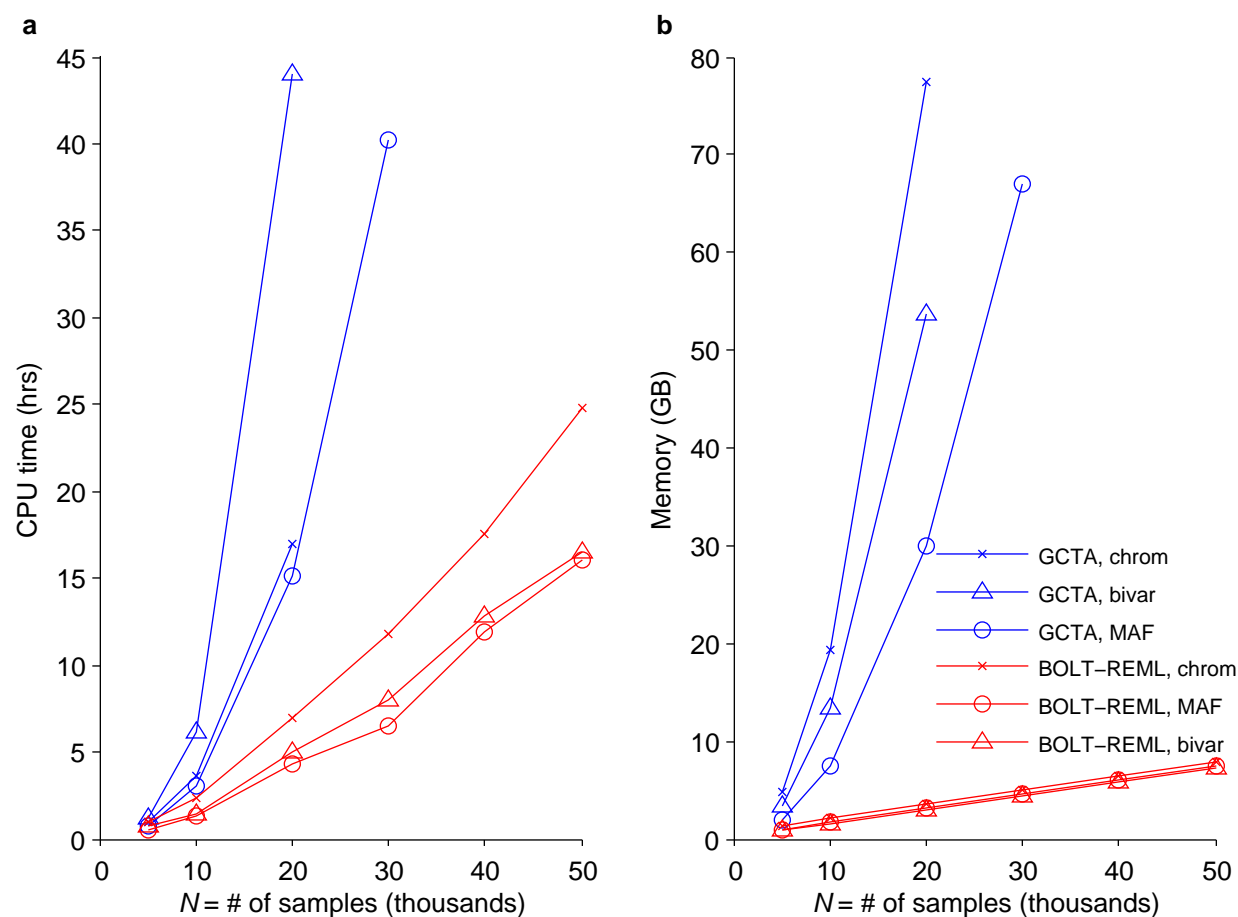 a
45
40
35
30
25
20
15
10
5
0
CPU time (hrs)
0 10 20 30 40 50
N = # of samples (thousands)
b
80
70
60
50
40
30
20
10
0
Memory (GB)
0 10 20 30 40 50
N = # of samples (thousands)
GCTA, chrom
GCTA, bivar
GCTA, MAF
BOLT−REML, chrom
BOLT−REML, MAF
BOLT−REML, bivar